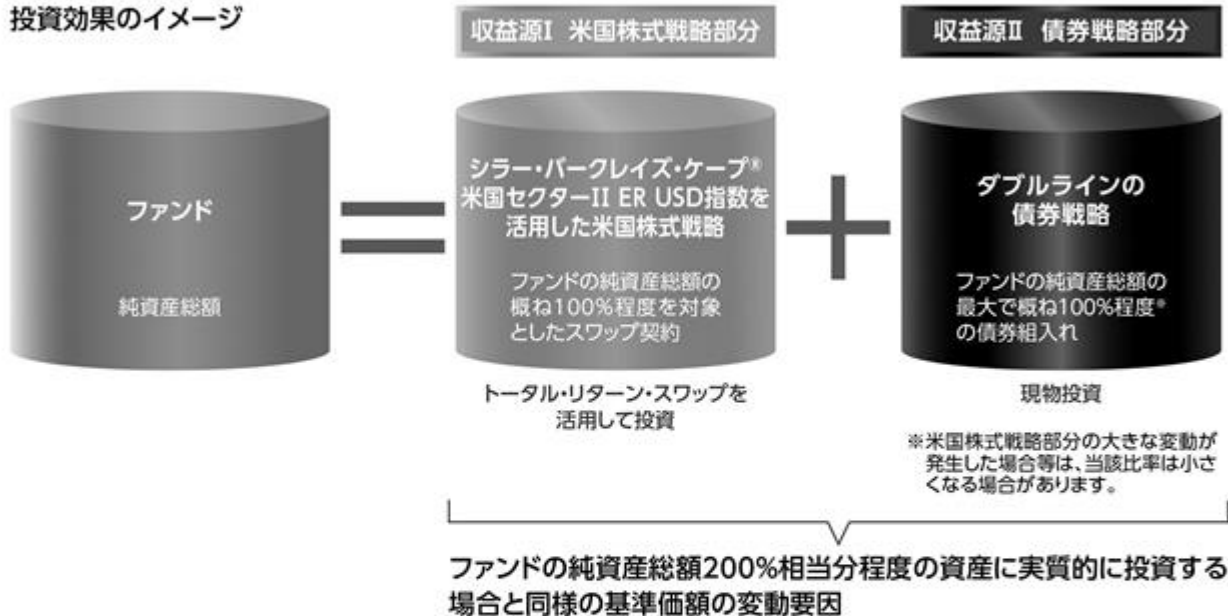 投資効果のイメージ
収益源Ⅰ 米国株式戦略部分
収益源Ⅱ 債券戦略部分
ファンド
純資産総額
シラー・バークレイズ・ケープ®
米国セクターII ER USD指数を
活用した米国株式戦略
ファンドの純資産総額の
概ね100%程度を対象
としたスワップ契約
トータル・リターン・スワップを
活用して投資
ダブルラインの
債券戦略
ファンドの純資産総額の
最大で概ね100%程度※
の債券組入れ
現物投資
※米国株式戦略部分の大きな変動が
発生した場合等は、当該比率は小さ
くなる場合があります。
ファンドの純資産総額200%相当分程度の資産に実質的に投資する
場合と同様の基準価額の変動要因